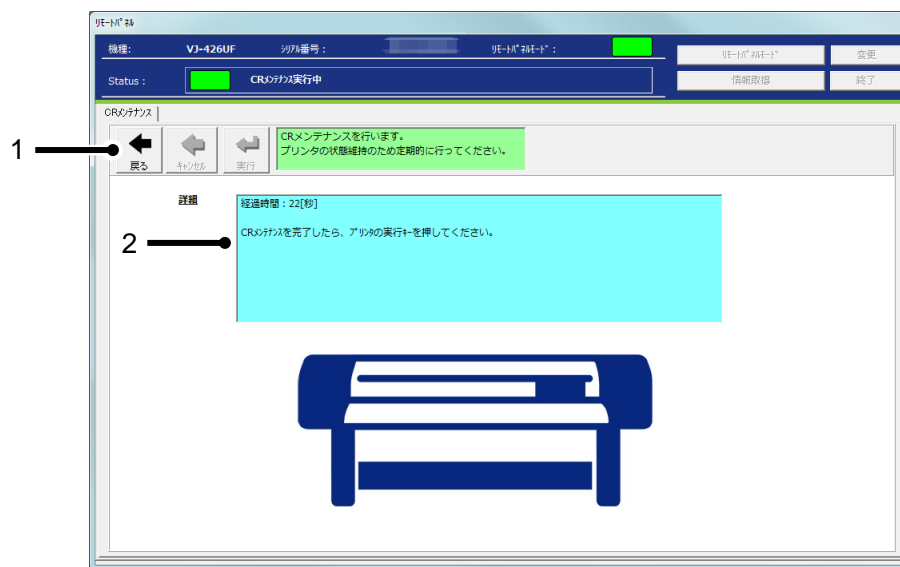 ﾘﾓｰﾄﾊﾟﾈﾙ
機種: VJ-426UF ｼﾘｱﾙ番号: ﾘﾓｰﾄﾊﾟﾈﾙﾓｰﾄﾞ:
ﾘﾓｰﾄﾊﾟﾈﾙﾓｰﾄﾞ 変更
Status: CRﾒﾝﾃﾅﾝｽ実行中
情報取得 終了
CRﾒﾝﾃﾅﾝｽ
1
戻る ｷｬﾝｾﾙ 実行
CRメンテナンスを行います。
プリンタの状態維持のため定期的に行ってください。
詳細
経過時間:22[秒]
2
CRﾒﾝﾃﾅﾝｽを完了したら、ﾌﾟﾘﾝﾀの実行ｷｰを押してください。